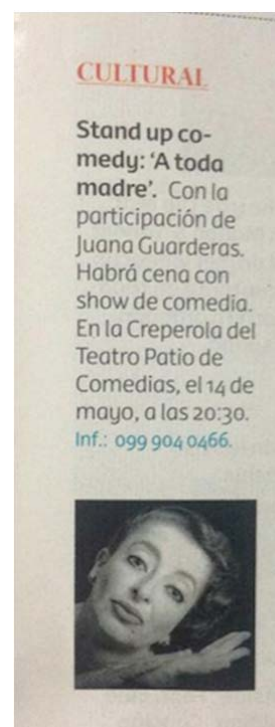 CULTURAL
Stand up co-
medy: ‘A toda
madre’. Con la
participación de
Juana Guarderas.
Habrá cena con
show de comedia.
En la Creperola del
Teatro Patio de
Comedias, el 14 de
mayo, a las 20:30.
Inf.: 099 904 0466.